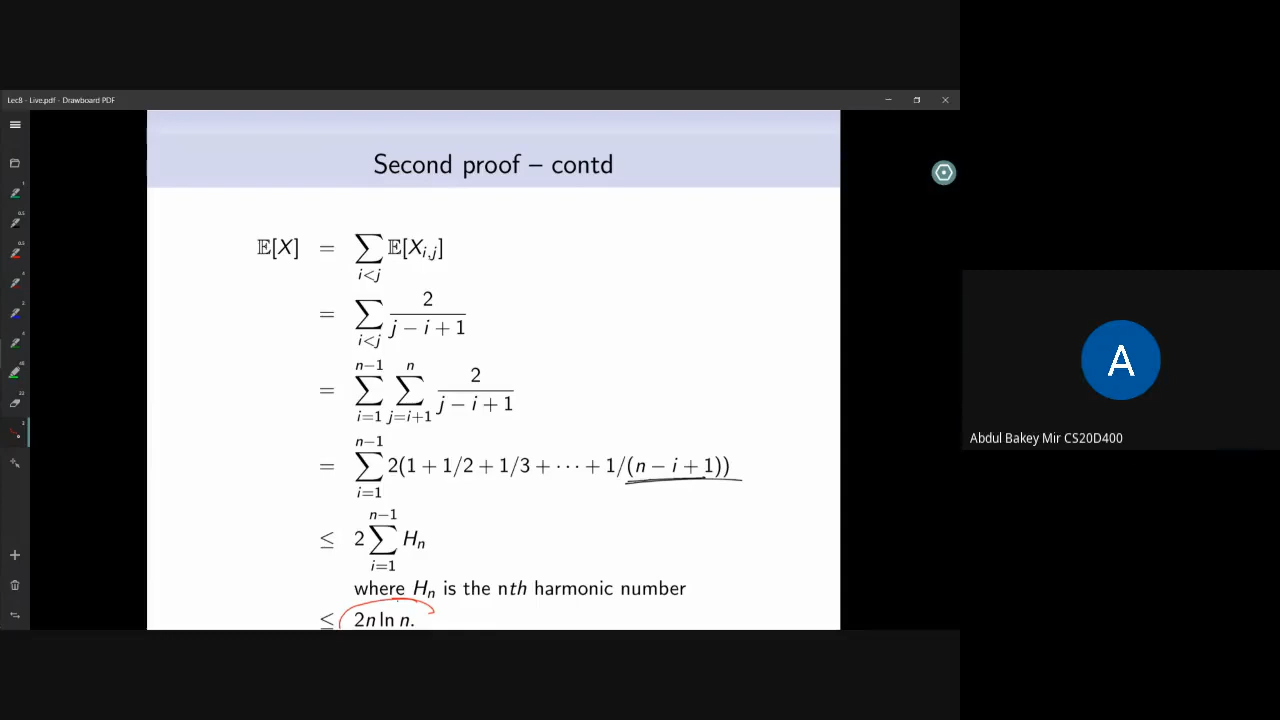 Lec8 - Live.pdf - Drawboard PDF
Second proof – contd
𝔼[X] = ∑_{i<j} 𝔼[X_{i,j}]
= ∑_{i<j} 2/(j − i + 1)
= ∑_{i=1}^{n−1} ∑_{j=i+1}^{n} 2/(j − i + 1)
= ∑_{i=1}^{n−1} 2(1 + 1/2 + 1/3 + ⋯ + 1/(n − i + 1))
≤ 2 ∑_{i=1}^{n−1} H_n
where H_n is the nth harmonic number
≤ 2n ln n.
A
Abdul Bakey Mir CS20D400